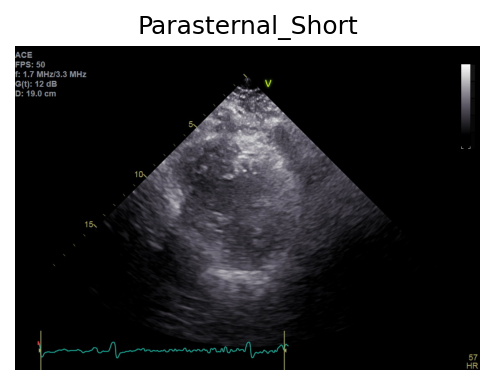 Parasternal_Short
ACE
FPS: 50
f: 1.7 MHz/3.3 MHz
G(t): 12 dB
D: 19.0 cm
V
5
10
15
57
HR